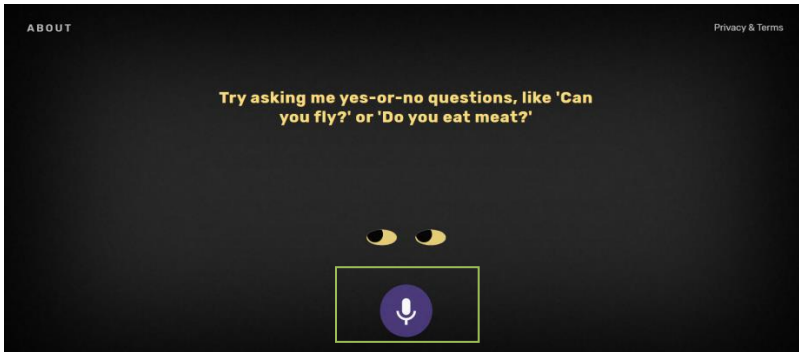 ABOUT
Privacy & Terms
Try asking me yes-or-no questions, like 'Can
you fly?' or 'Do you eat meat?'